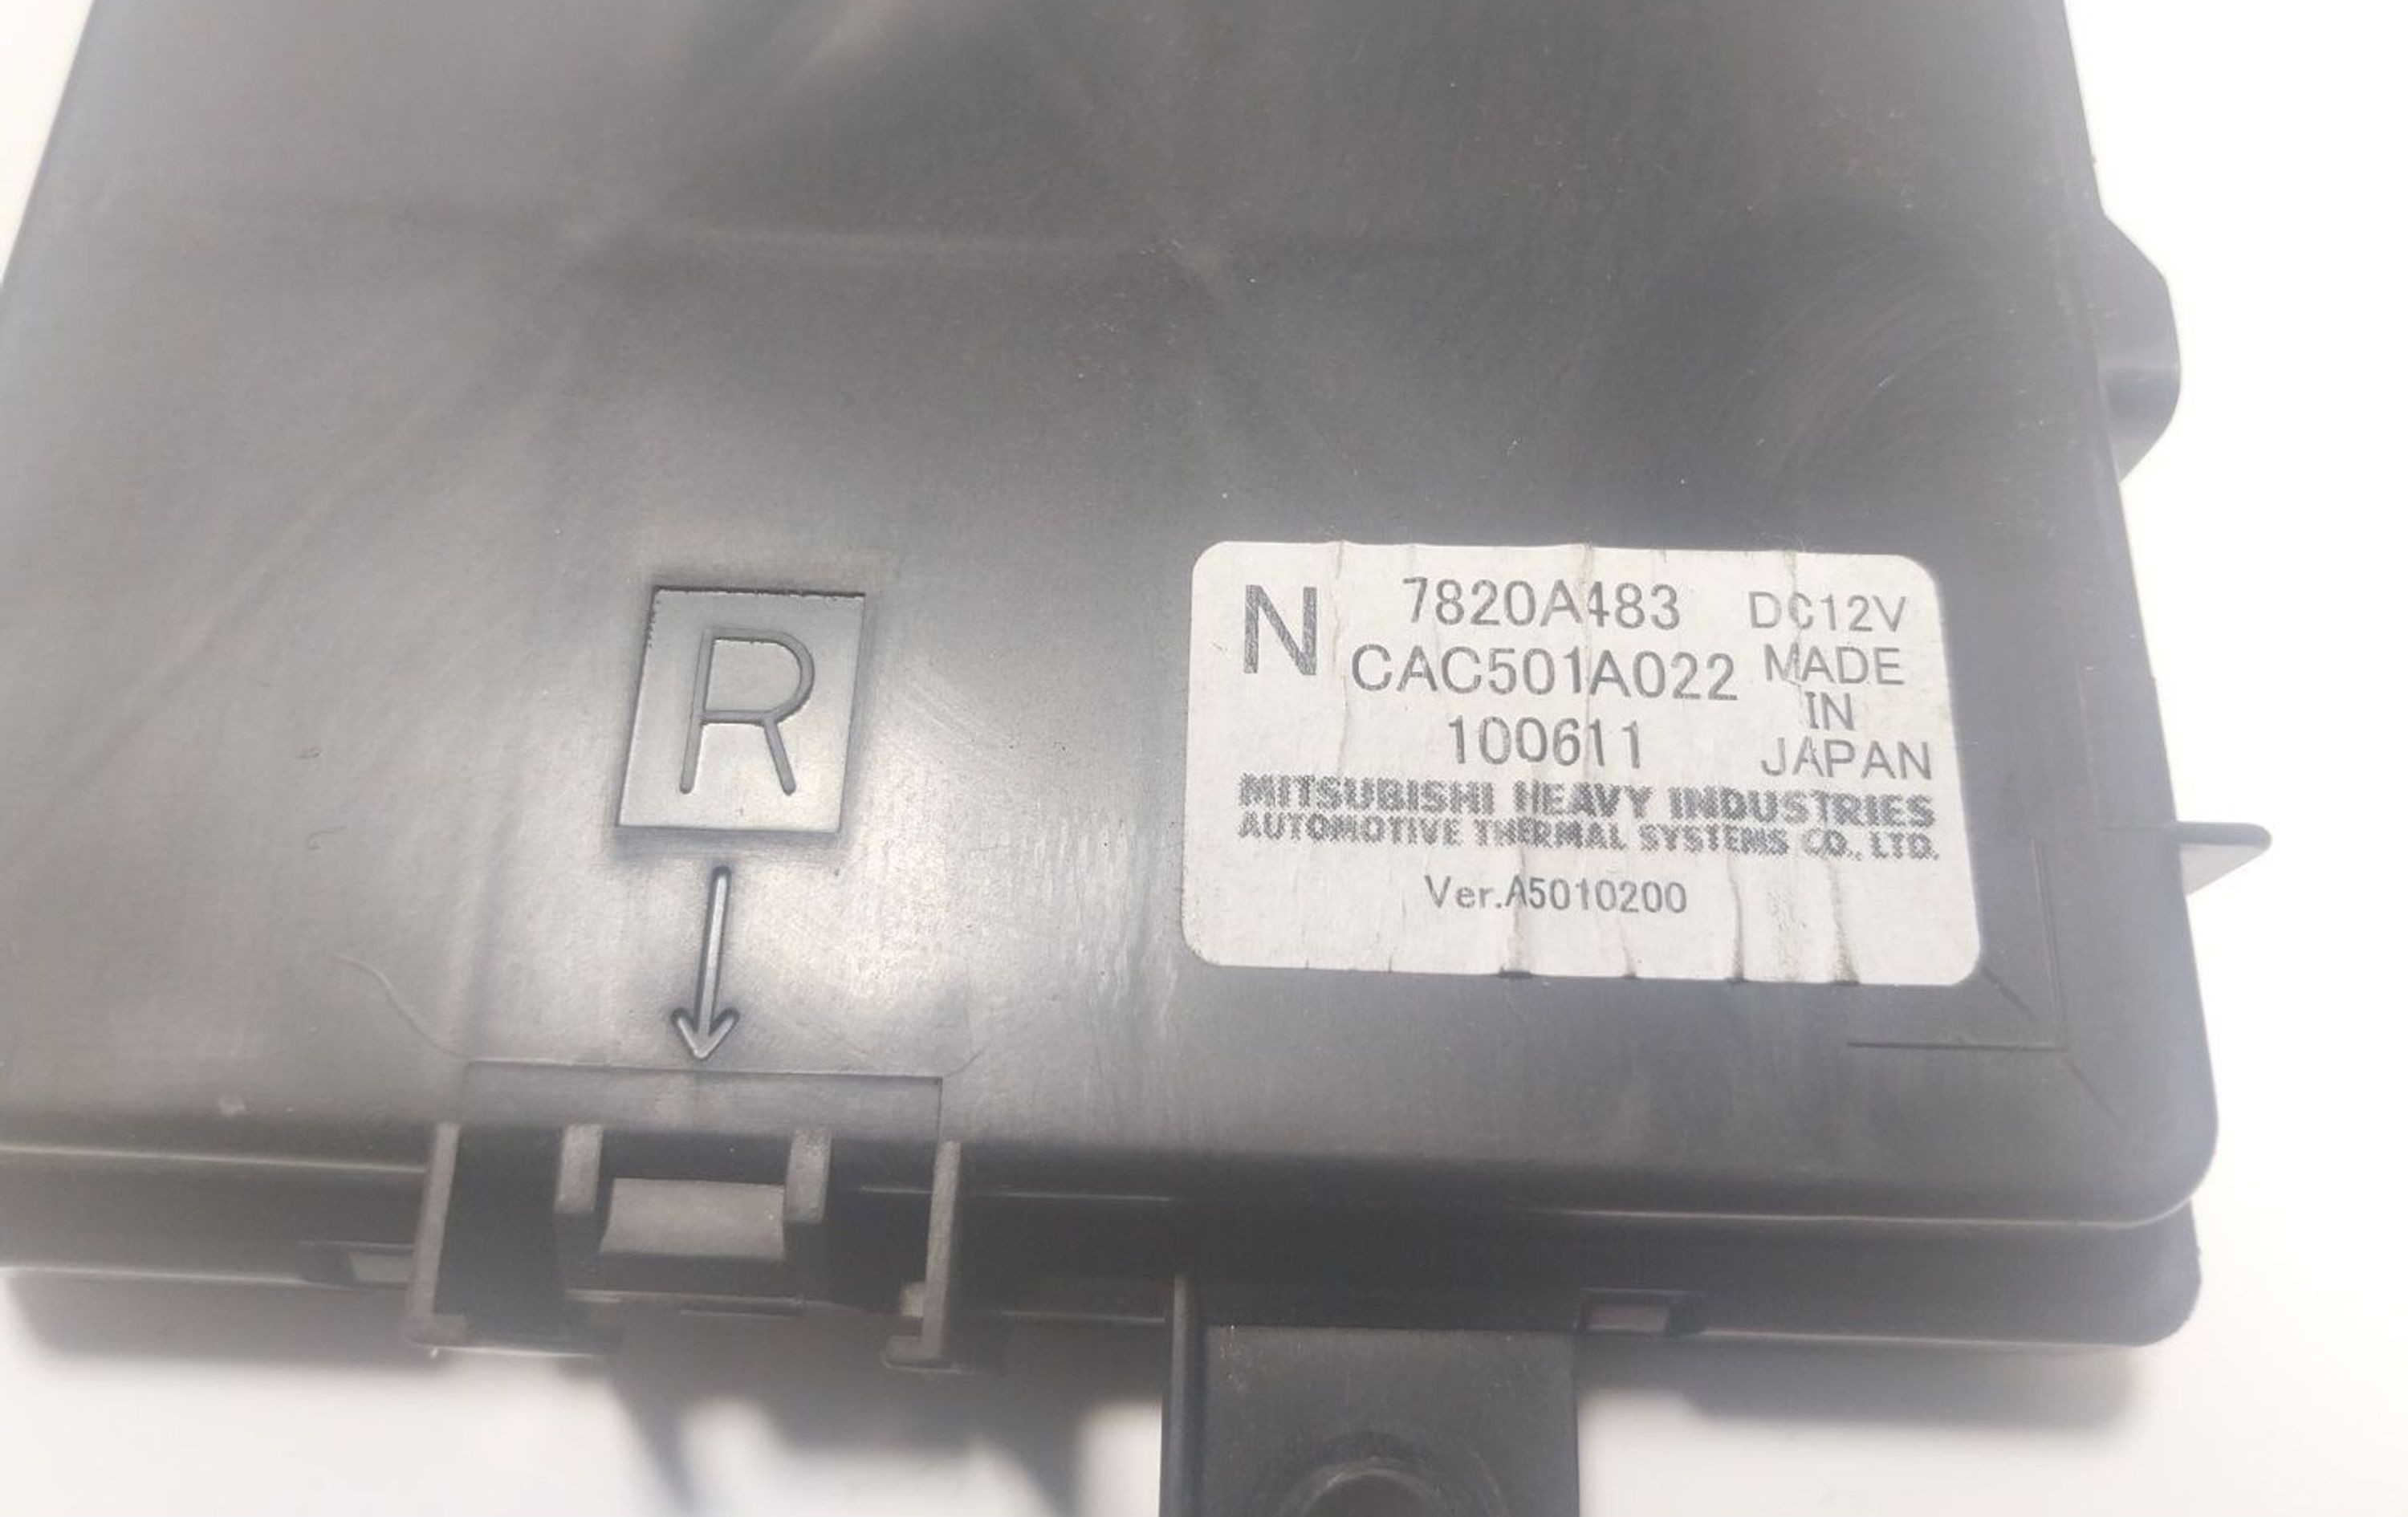 R
N 7820A483 DC12V
CAC501A022 MADE
IN
100611 JAPAN
MITSUBISHI HEAVY INDUSTRIES
AUTOMOTIVE THERMAL SYSTEMS CO., LTD.
Ver.A5010200